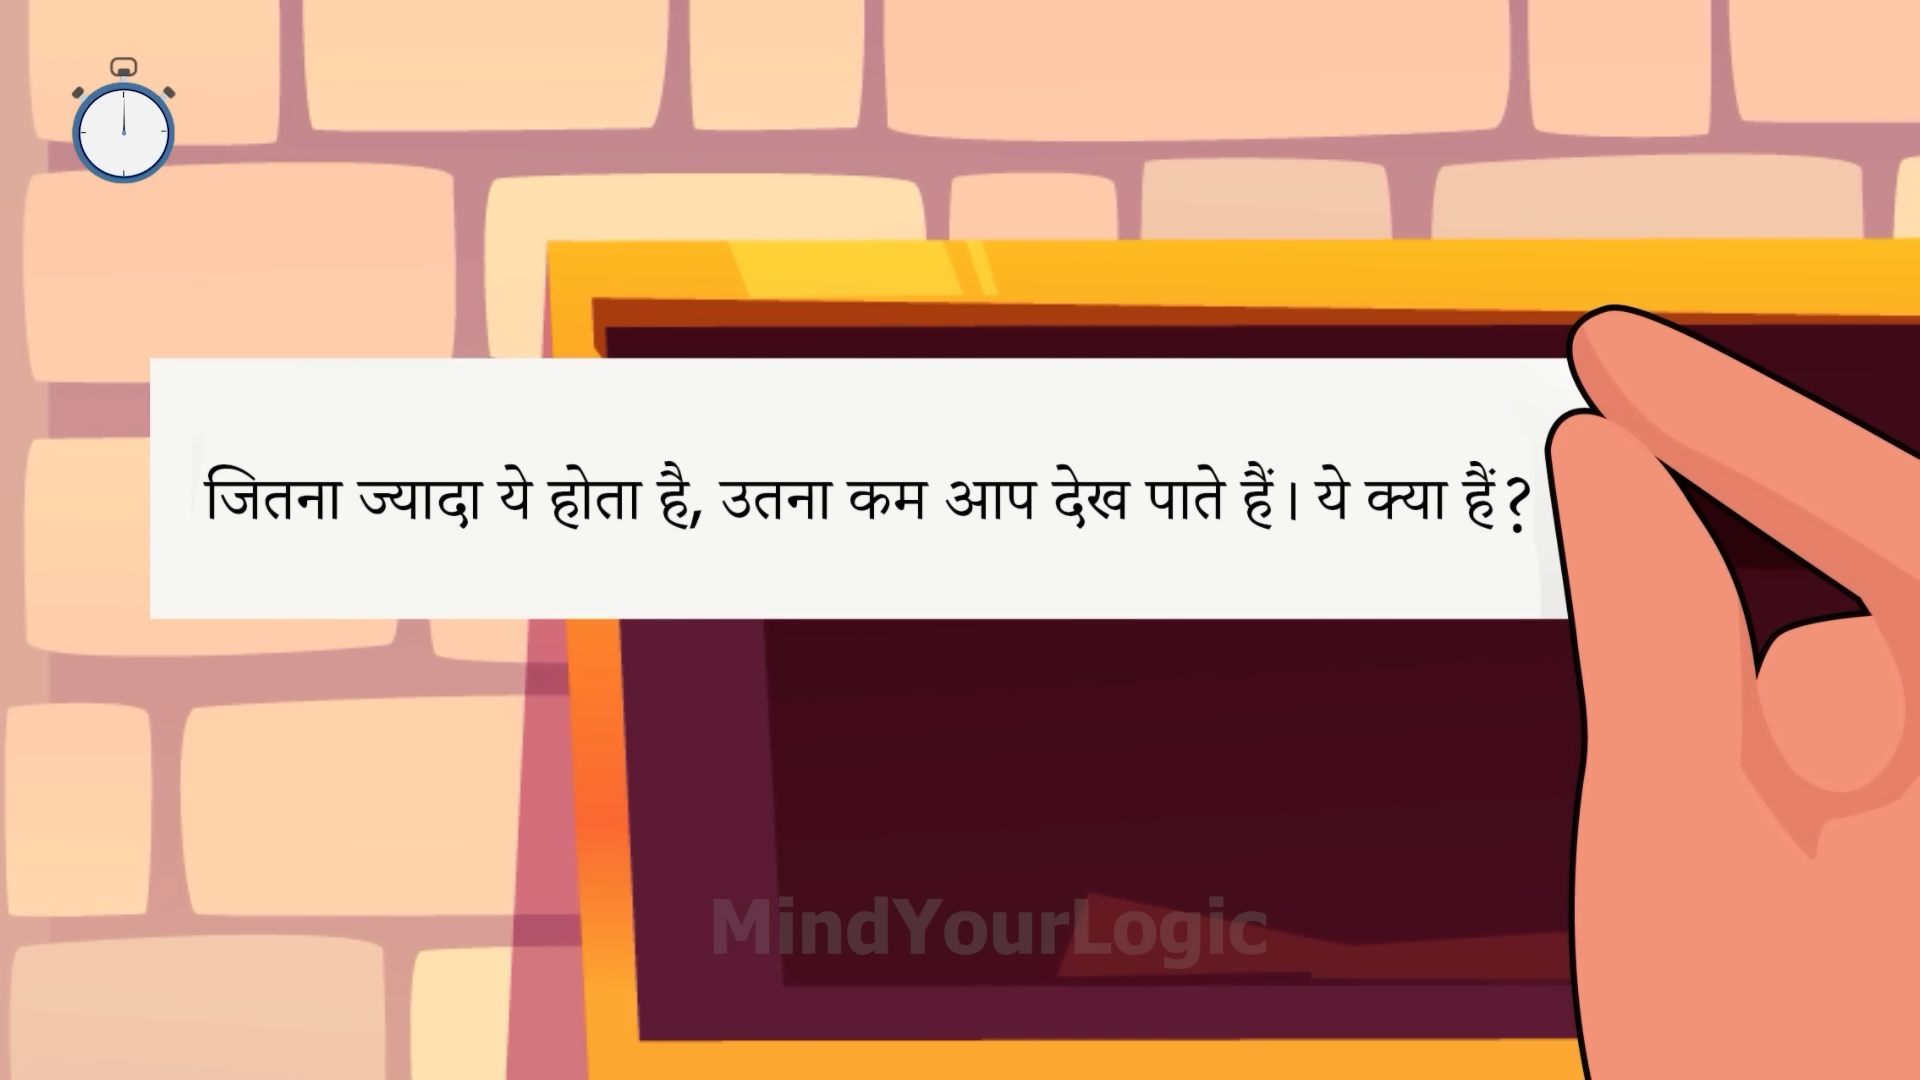 जितना ज्यादा ये होता है, उतना कम आप देख पाते हैं। ये क्या हैं?
MindYourLogic